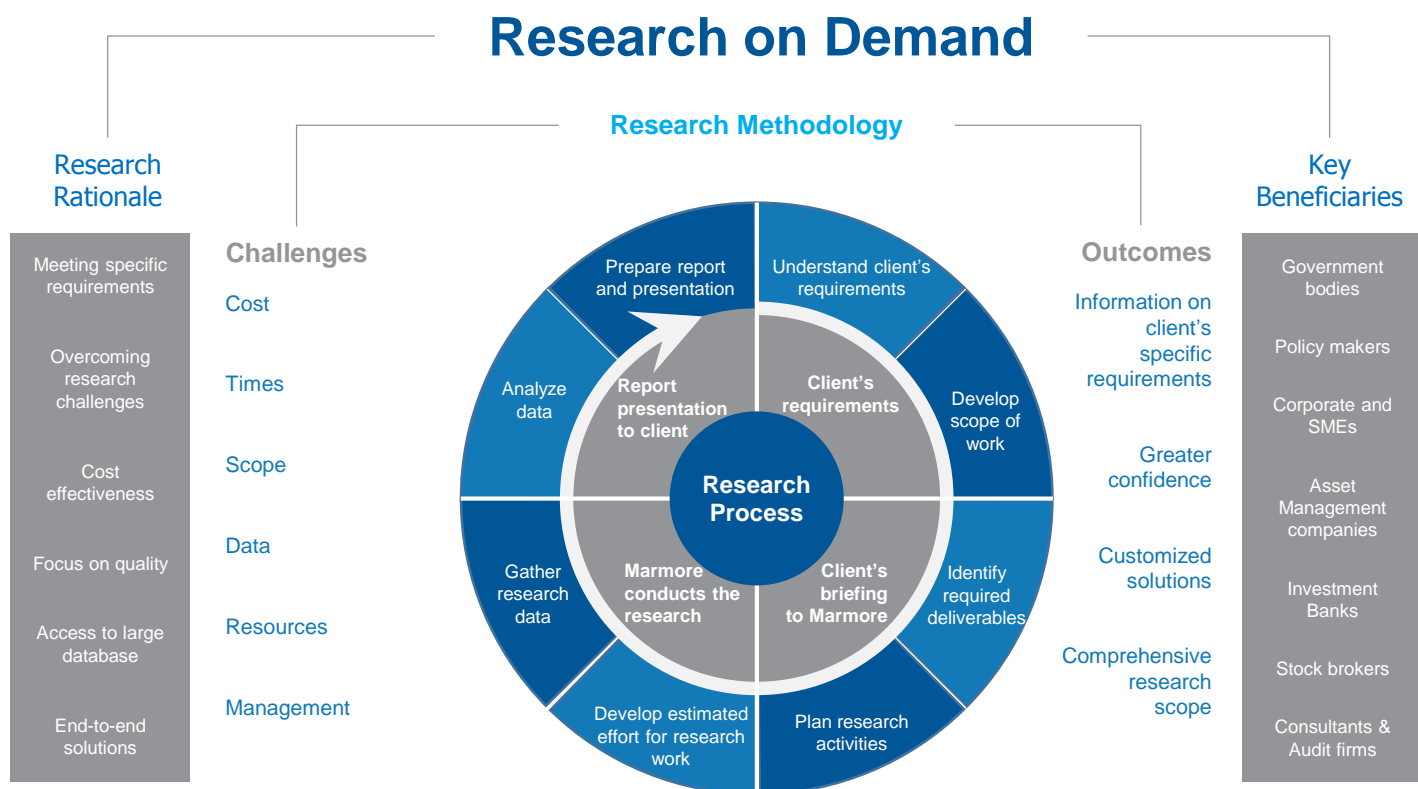 Research on Demand
Research Methodology
Research
Rationale
Meeting specific
requirements
Overcoming
research
challenges
Cost
effectiveness
Focus on quality
Access to large
database
End-to-end
solutions
Challenges
Cost
Times
Scope
Data
Resources
Management
Prepare report
and presentation
Understand client's
requirements
Develop
scope of
work
Identify
required
deliverables
Plan research
activities
Develop estimated
effort for research
work
Gather
research
data
Analyze
data
Report
presentation
to client
Client's
requirements
Client's
briefing
to Marmore
Marmore
conducts the
research
Research
Process
Outcomes
Information on
client's
specific
requirements
Greater
confidence
Customized
solutions
Comprehensive
research
scope
Key
Beneficiaries
Government
bodies
Policy makers
Corporate and
SMEs
Asset
Management
companies
Investment
Banks
Stock brokers
Consultants &
Audit firms